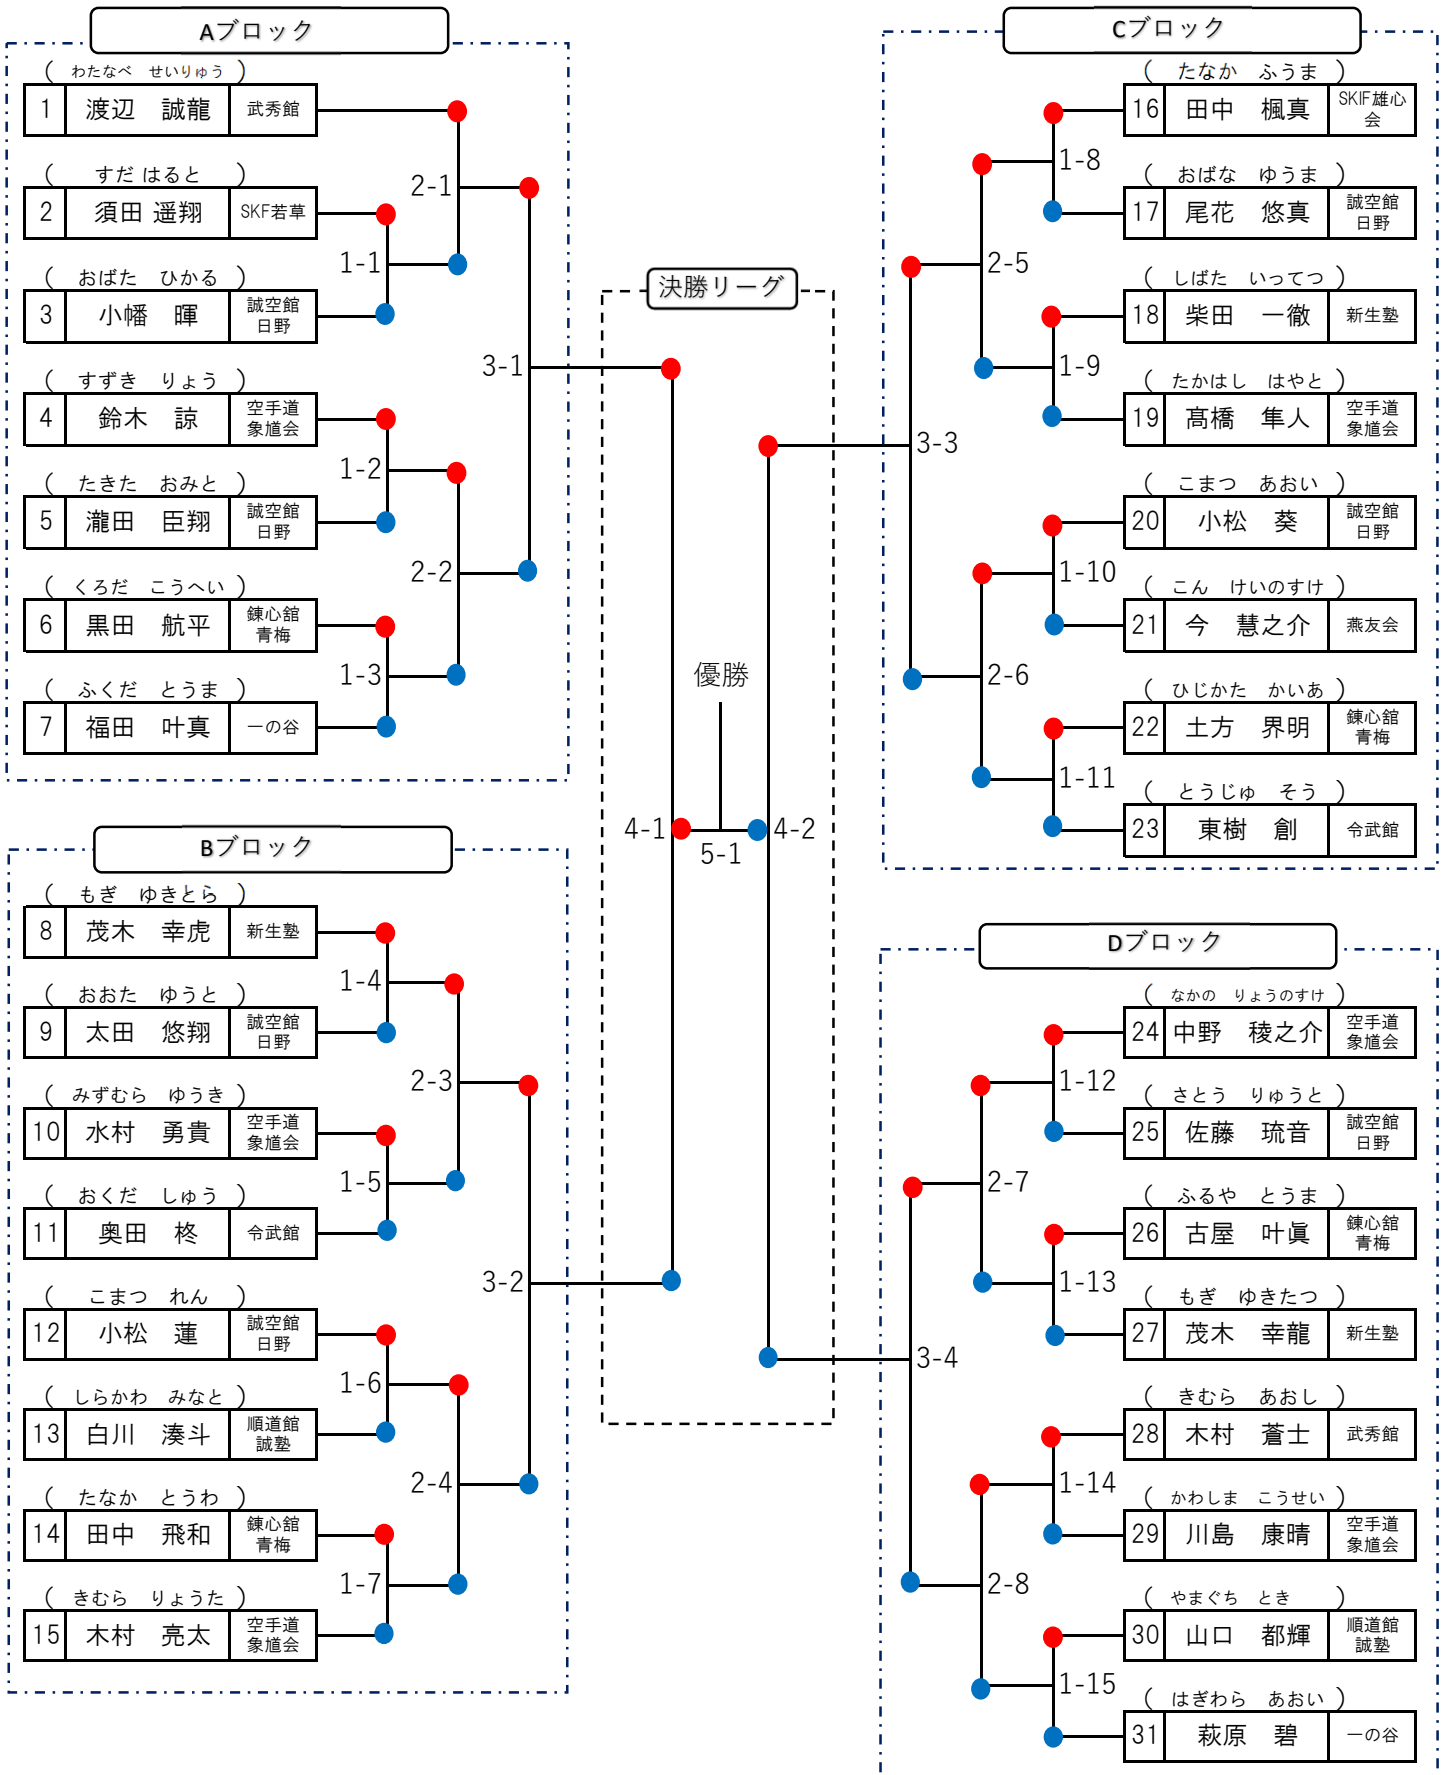 Aブロック
( わたなべ せいりゅう )
1 渡辺 誠龍 武秀館
( すだ はると )
2 須田 遥翔 SKF若草
( おばた ひかる )
3 小幡 暉 誠空館
日野
( すずき りょう )
4 鈴木 諒 空手道
象道会
( たきた おみと )
5 瀧田 臣翔 誠空館
日野
( くろだ こうへい )
6 黒田 航平 錬心舘
青梅
( ふくだ とうま )
7 福田 叶真 一の谷
2-1
1-1
3-1
1-2
2-2
1-3
Bブロック
( もぎ ゆきとら )
8 茂木 幸虎 新生塾
( おおた ゆうと )
9 太田 悠翔 誠空館
日野
( みずむら ゆうき )
10 水村 勇貴 空手道
象道会
( おくだ しゅう )
11 奥田 柊 令武館
( こまつ れん )
12 小松 蓮 誠空館
日野
( しらかわ みなと )
13 白川 湊斗 順道館
誠塾
( たなか とうわ )
14 田中 飛和 錬心舘
青梅
( きむら りょうた )
15 木村 亮太 空手道
象道会
1-4
2-3
1-5
3-2
1-6
2-4
1-7
決勝リーグ
優勝
4-1
5-1
4-2
Cブロック
( たなか ふうま )
16 田中 楓真 SKIF雄心
会
( おばな ゆうま )
17 尾花 悠真 誠空館
日野
( しばた いってつ )
18 柴田 一徹 新生塾
( たかはし はやと )
19 髙橋 隼人 空手道
象道会
( こまつ あおい )
20 小松 葵 誠空館
日野
( こん けいのすけ )
21 今 慧之介 燕友会
( ひじかた かいあ )
22 土方 界明 錬心舘
青梅
( とうじゅ そう )
23 東樹 創 令武館
1-8
2-5
1-9
3-3
1-10
2-6
1-11
Dブロック
( なかの りょうのすけ )
24 中野 稜之介 空手道
象道会
( さとう りゅうと )
25 佐藤 琉音 誠空館
日野
( ふるや とうま )
26 古屋 叶眞 錬心舘
青梅
( もぎ ゆきたつ )
27 茂木 幸龍 新生塾
( きむら あおし )
28 木村 蒼士 武秀館
( かわしま こうせい )
29 川島 康晴 空手道
象道会
( やまぐち とき )
30 山口 都輝 順道館
誠塾
( はぎわら あおい )
31 萩原 碧 一の谷
1-12
2-7
1-13
3-4
1-14
2-8
1-15